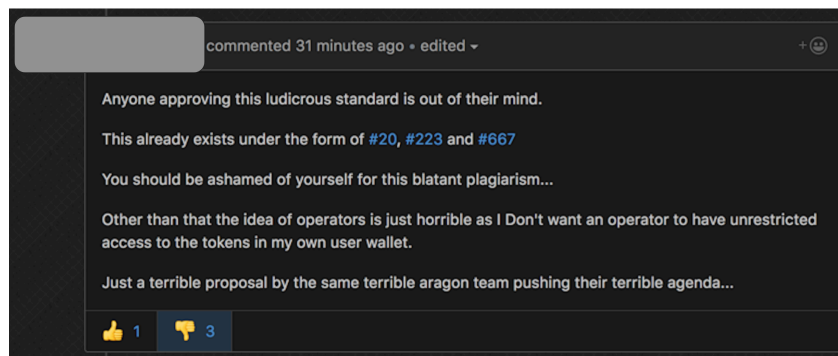 commented 31 minutes ago • edited
Anyone approving this ludicrous standard is out of their mind.
This already exists under the form of #20, #223 and #667
You should be ashamed of yourself for this blatant plagiarism...
Other than that the idea of operators is just horrible as I Don't want an operator to have unrestricted
access to the tokens in my own user wallet.
Just a terrible proposal by the same terrible aragon team pushing their terrible agenda...
1 3